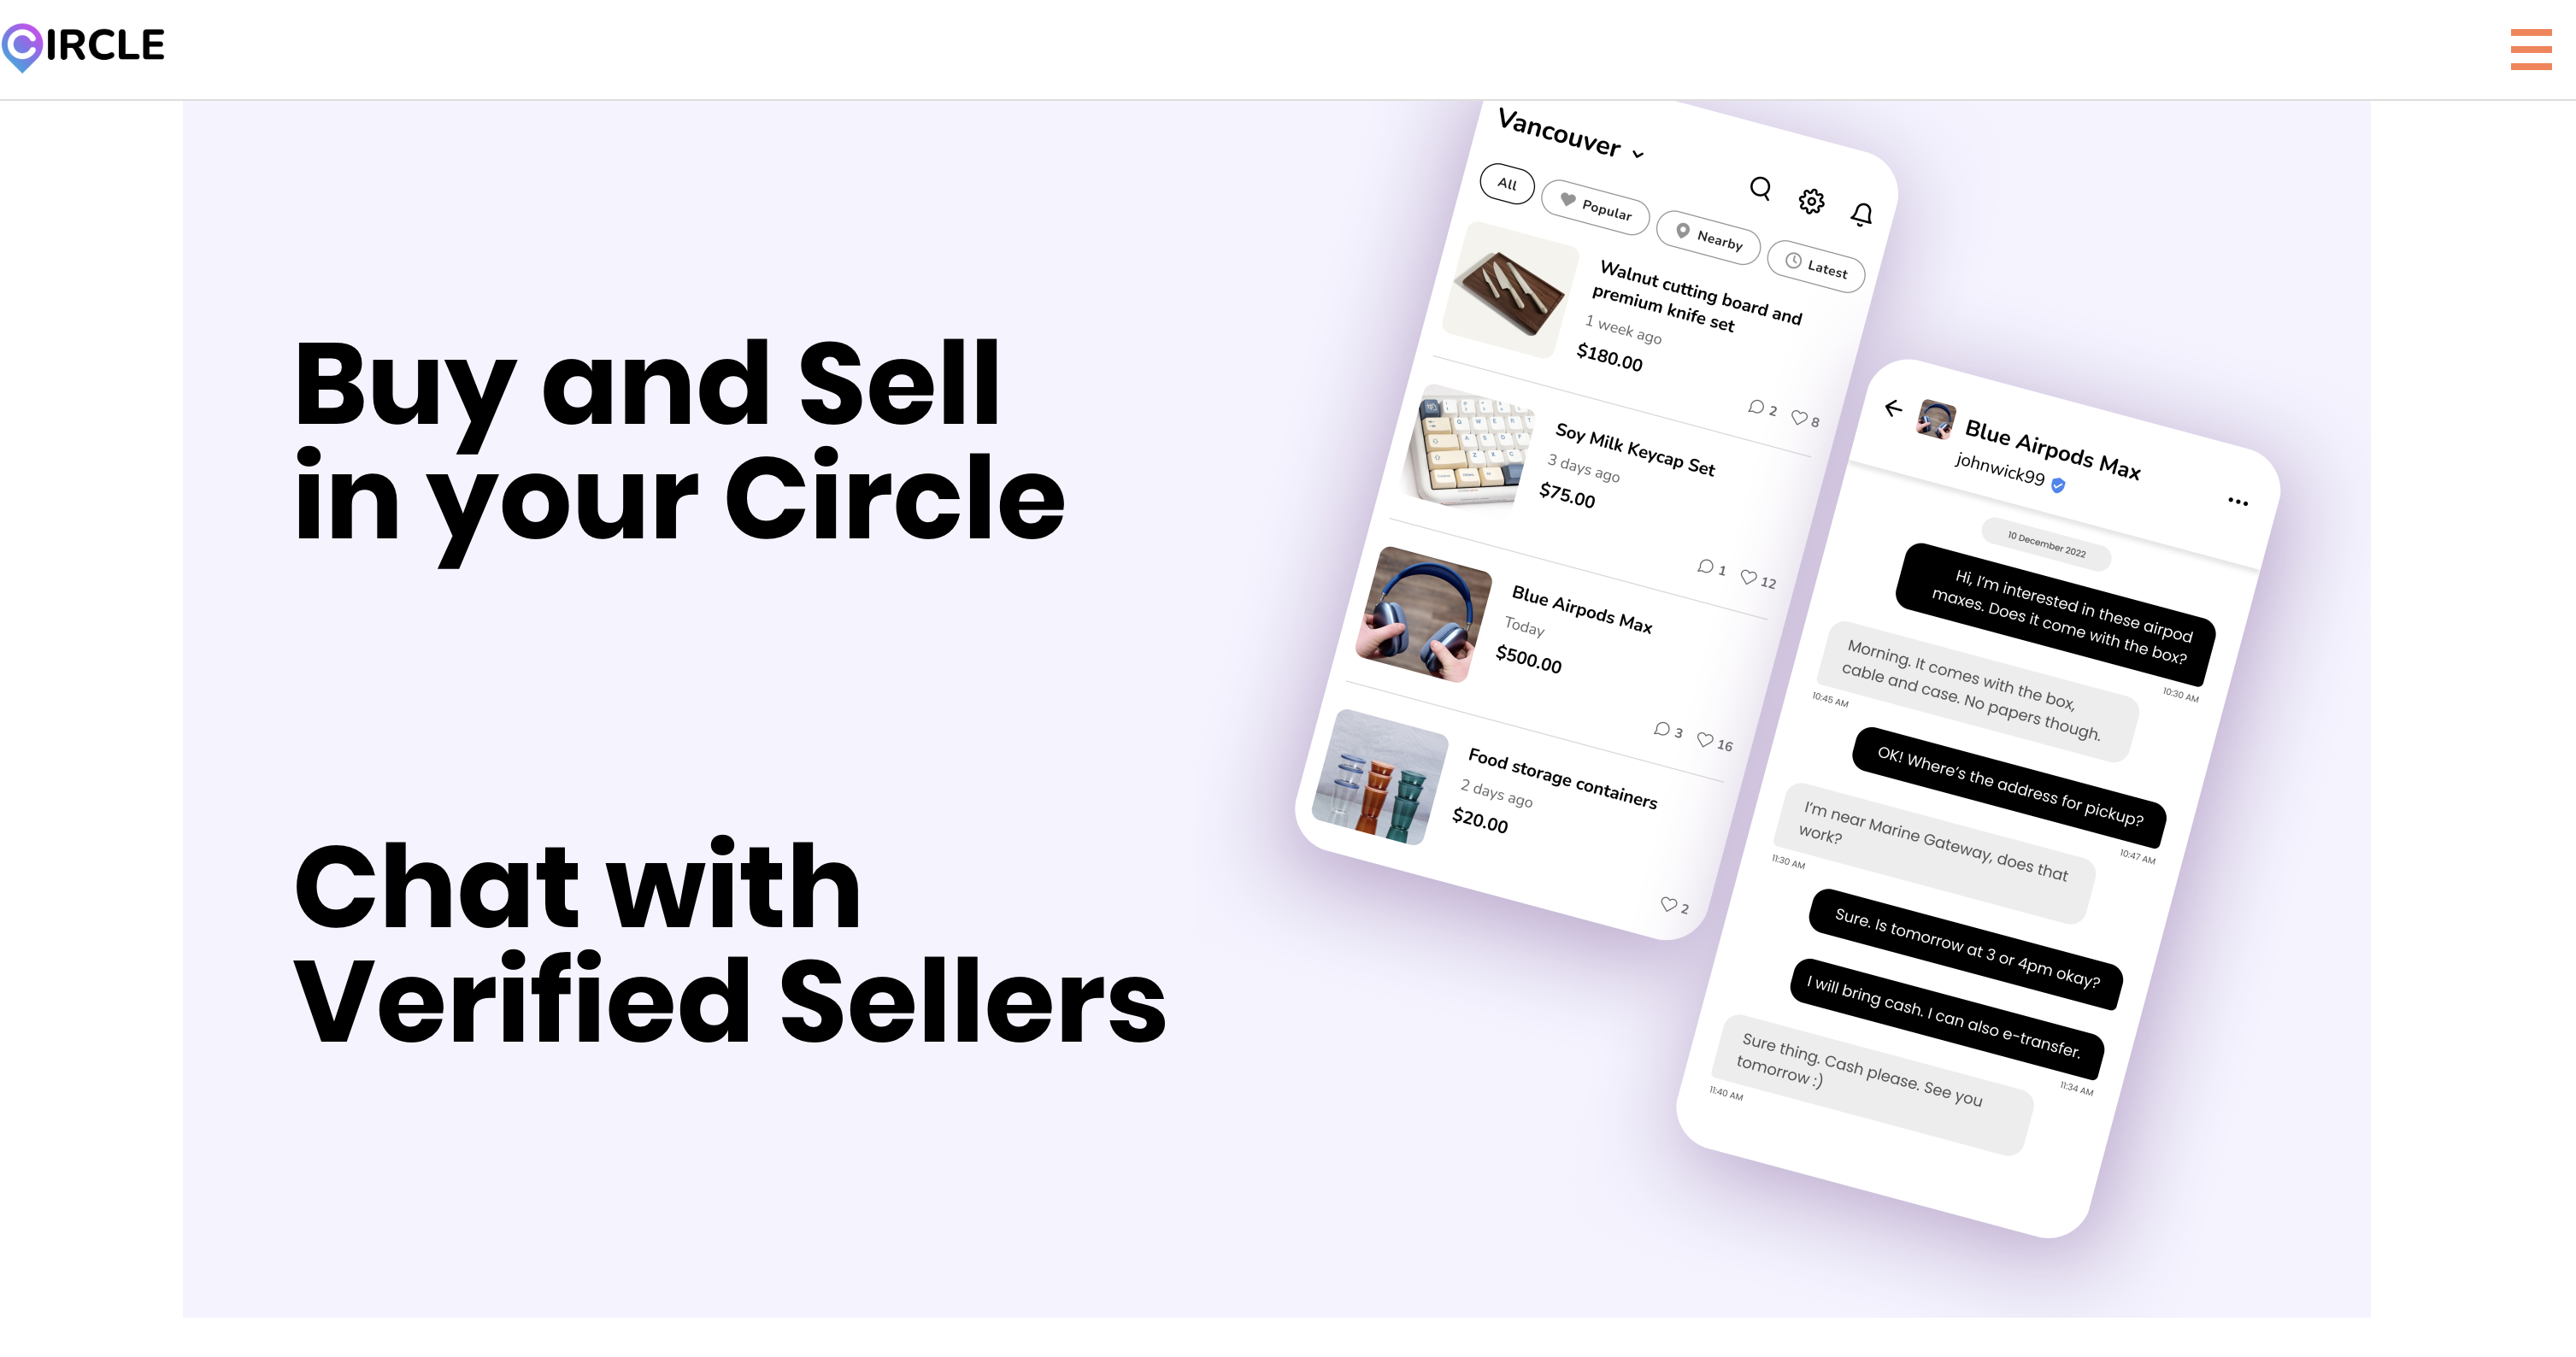 CIRCLE
Buy and Sell
in your Circle
Chat with
Verified Sellers
Vancouver
All
Popular
Nearby
Latest
Walnut cutting board and
premium knife set
1 week ago
$180.00
2
8
Soy Milk Keycap Set
3 days ago
$75.00
1
12
Blue Airpods Max
Today
$500.00
3
16
Food storage containers
2 days ago
$20.00
2
Blue Airpods Max
johnwick99
10 December 2022
Hi, I’m interested in these airpod
maxes. Does it come with the box?
10:30 AM
Morning. It comes with the box,
cable and case. No papers though.
10:45 AM
OK! Where’s the address for pickup?
10:47 AM
I’m near Marine Gateway, does that
work?
11:30 AM
Sure. Is tomorrow at 3 or 4pm okay?
I will bring cash. I can also e-transfer.
11:34 AM
Sure thing. Cash please. See you
tomorrow :)
11:40 AM